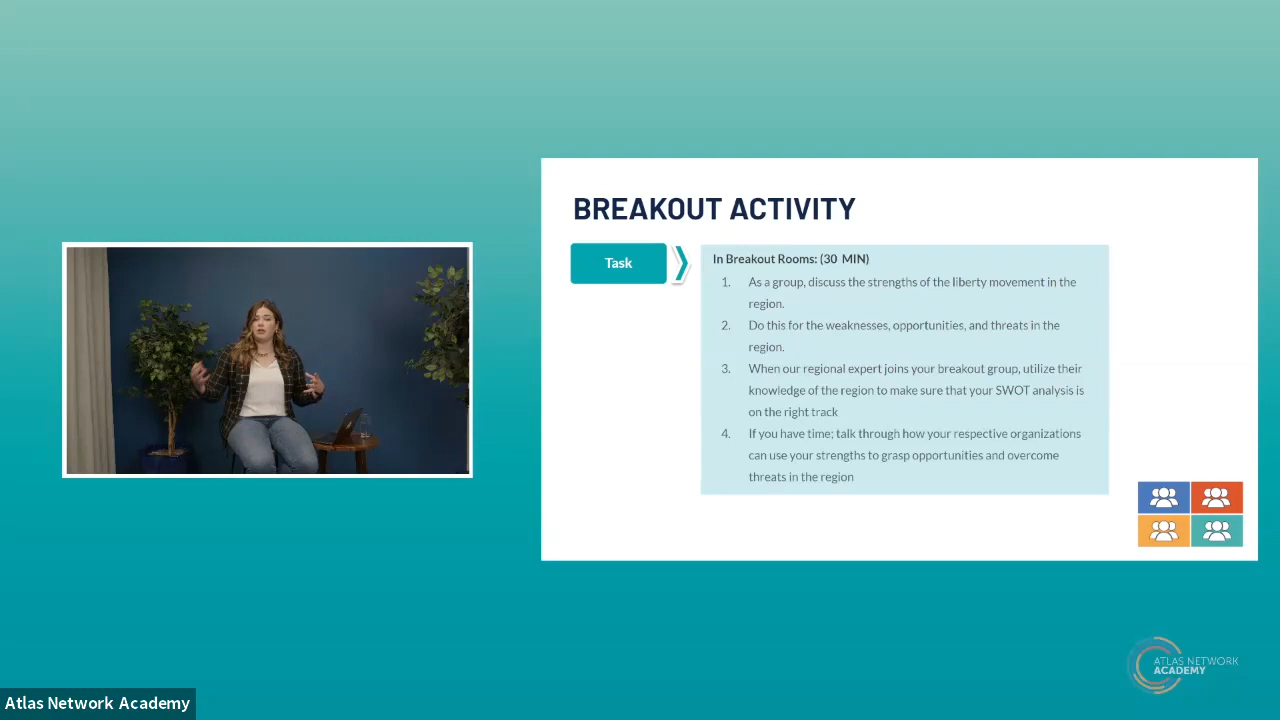 BREAKOUT ACTIVITY
Task
In Breakout Rooms: (30 MIN)
1. As a group, discuss the strengths of the liberty movement in the
region.
2. Do this for the weaknesses, opportunities, and threats in the
region.
3. When our regional expert joins your breakout group, utilize their
knowledge of the region to make sure that your SWOT analysis is
on the right track
4. If you have time; talk through how your respective organizations
can use your strengths to grasp opportunities and overcome
threats in the region
ATLAS NETWORK
ACADEMY
Atlas Network Academy